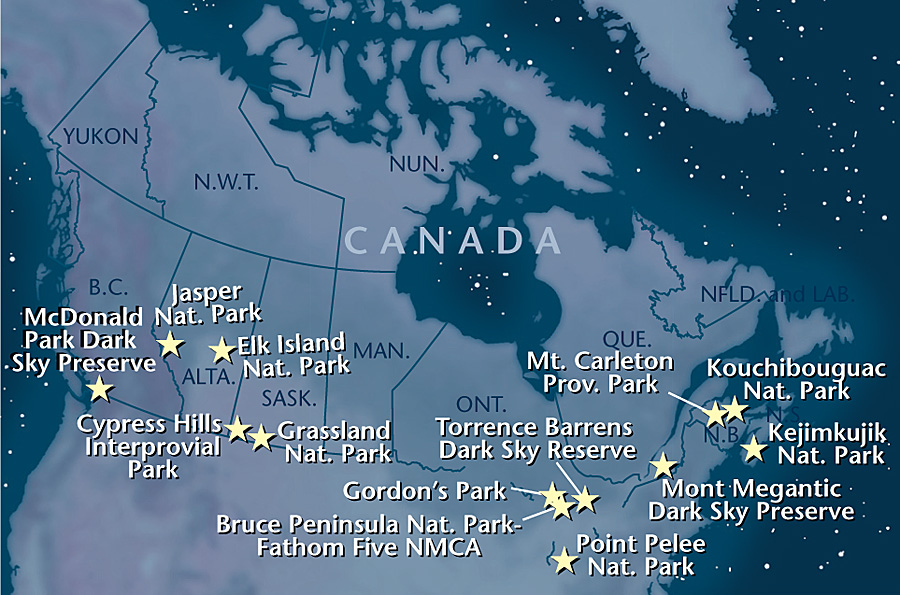 YUKON
N.W.T.
NUN.
CANADA
B.C.
NFLD. and LAB.
Jasper
Nat. Park
McDonald
Park Dark
Sky Preserve
Elk Island
Nat. Park
MAN.
QUE.
ALTA.
SASK.
ONT.
Mt. Carleton
Prov. Park
Kouchibouguac
Nat. Park
N.S.
N.B.
Cypress Hills
Interprovial
Park
Grassland
Nat. Park
Torrence Barrens
Dark Sky Reserve
Kejimkujik
Nat. Park
Gordon's Park
Mont Megantic
Dark Sky Preserve
Bruce Peninsula Nat. Park-
Fathom Five NMCA
Point Pelee
Nat. Park